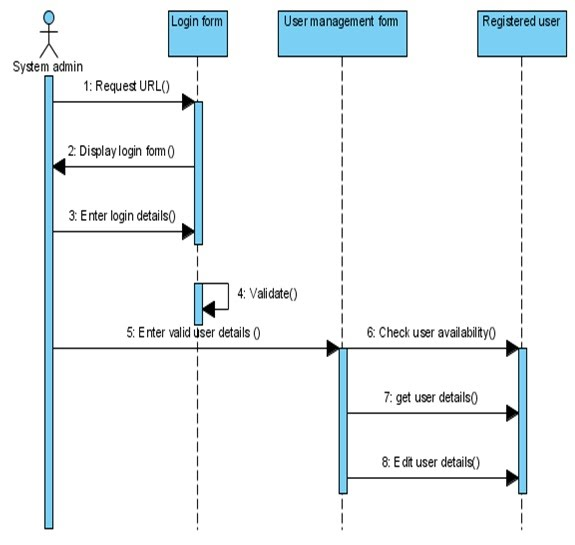 Login form
User management form
Registered user
System admin
1: Request URL()
2: Display login form()
3: Enter login details()
4: Validate()
5: Enter valid user details ()
6: Check user availability()
7: get user details()
8: Edit user details()